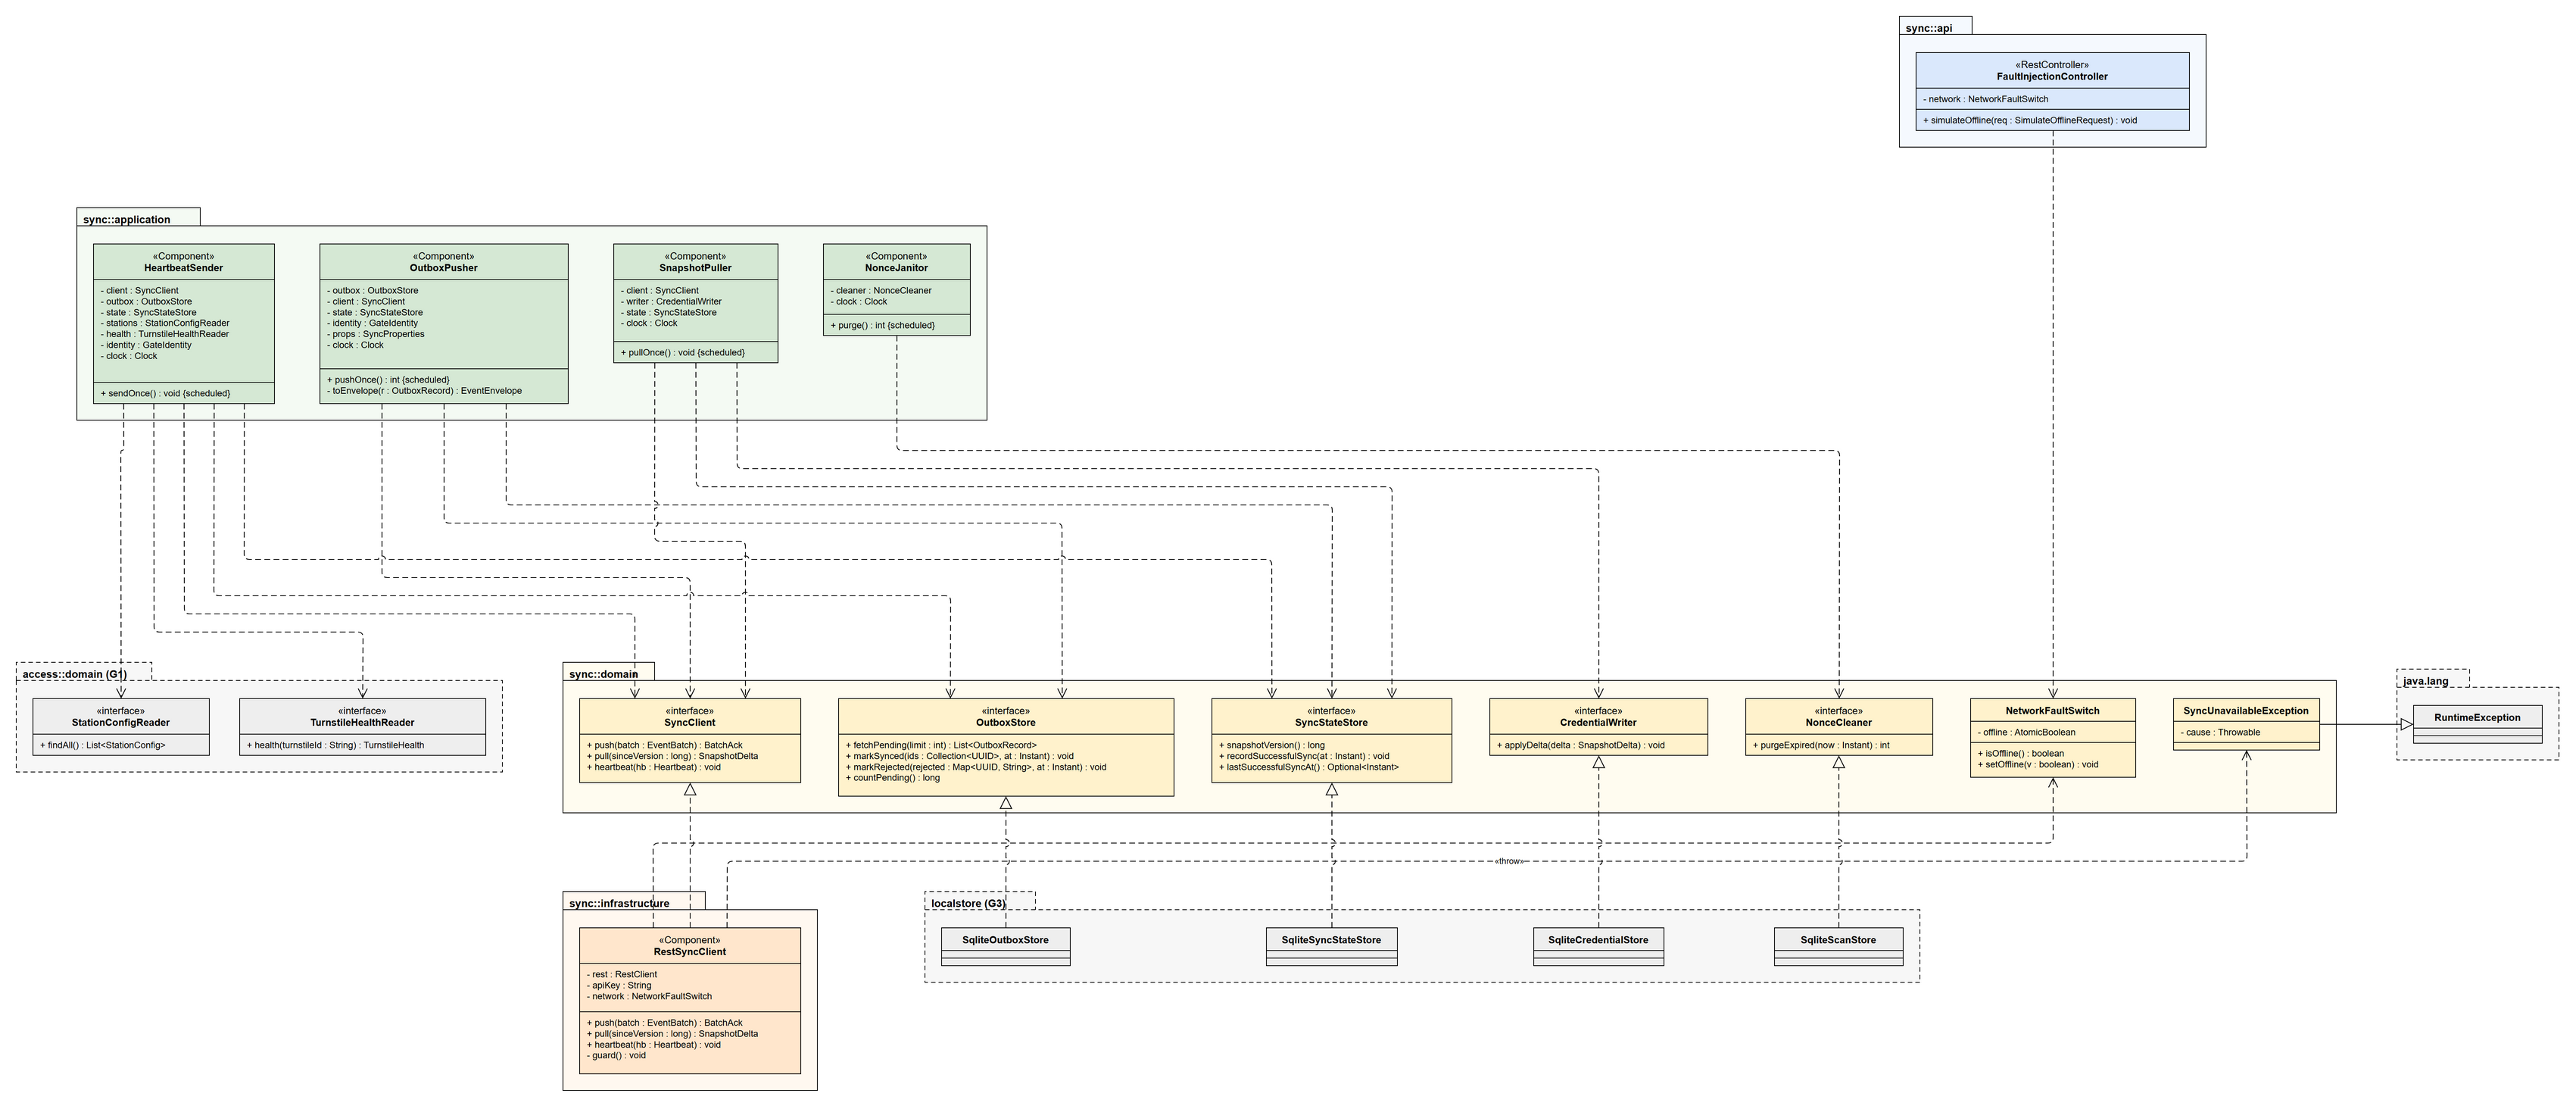 sync::api
«RestController»
FaultInjectionController
- network : NetworkFaultSwitch
+ simulateOffline(req : SimulateOfflineRequest) : void
sync::application
«Component»
HeartbeatSender
- client : SyncClient
- outbox : OutboxStore
- state : SyncStateStore
- stations : StationConfigReader
- health : TurnstileHealthReader
- identity : GateIdentity
- clock : Clock
+ sendOnce() : void {scheduled}
«Component»
OutboxPusher
- outbox : OutboxStore
- client : SyncClient
- state : SyncStateStore
- identity : GateIdentity
- props : SyncProperties
- clock : Clock
+ pushOnce() : int {scheduled}
- toEnvelope(r : OutboxRecord) : EventEnvelope
«Component»
SnapshotPuller
- client : SyncClient
- writer : CredentialWriter
- state : SyncStateStore
- clock : Clock
+ pullOnce() : void {scheduled}
«Component»
NonceJanitor
- cleaner : NonceCleaner
- clock : Clock
+ purge() : int {scheduled}
access::domain (G1)
«interface»
StationConfigReader
+ findAll() : List<StationConfig>
«interface»
TurnstileHealthReader
+ health(turnstileId : String) : TurnstileHealth
sync::domain
«interface»
SyncClient
+ push(batch : EventBatch) : BatchAck
+ pull(sinceVersion : long) : SnapshotDelta
+ heartbeat(hb : Heartbeat) : void
«interface»
OutboxStore
+ fetchPending(limit : int) : List<OutboxRecord>
+ markSynced(ids : Collection<UUID>, at : Instant) : void
+ markRejected(rejected : Map<UUID, String>, at : Instant) : void
+ countPending() : long
«interface»
SyncStateStore
+ snapshotVersion() : long
+ recordSuccessfulSync(at : Instant) : void
+ lastSuccessfulSyncAt() : Optional<Instant>
«interface»
CredentialWriter
+ applyDelta(delta : SnapshotDelta) : void
«interface»
NonceCleaner
+ purgeExpired(now : Instant) : int
NetworkFaultSwitch
- offline : AtomicBoolean
+ isOffline() : boolean
+ setOffline(v : boolean) : void
SyncUnavailableException
- cause : Throwable
java.lang
RuntimeException
«throw»
sync::infrastructure
«Component»
RestSyncClient
- rest : RestClient
- apiKey : String
- network : NetworkFaultSwitch
+ push(batch : EventBatch) : BatchAck
+ pull(sinceVersion : long) : SnapshotDelta
+ heartbeat(hb : Heartbeat) : void
- guard() : void
localstore (G3)
SqliteOutboxStore
SqliteSyncStateStore
SqliteCredentialStore
SqliteScanStore